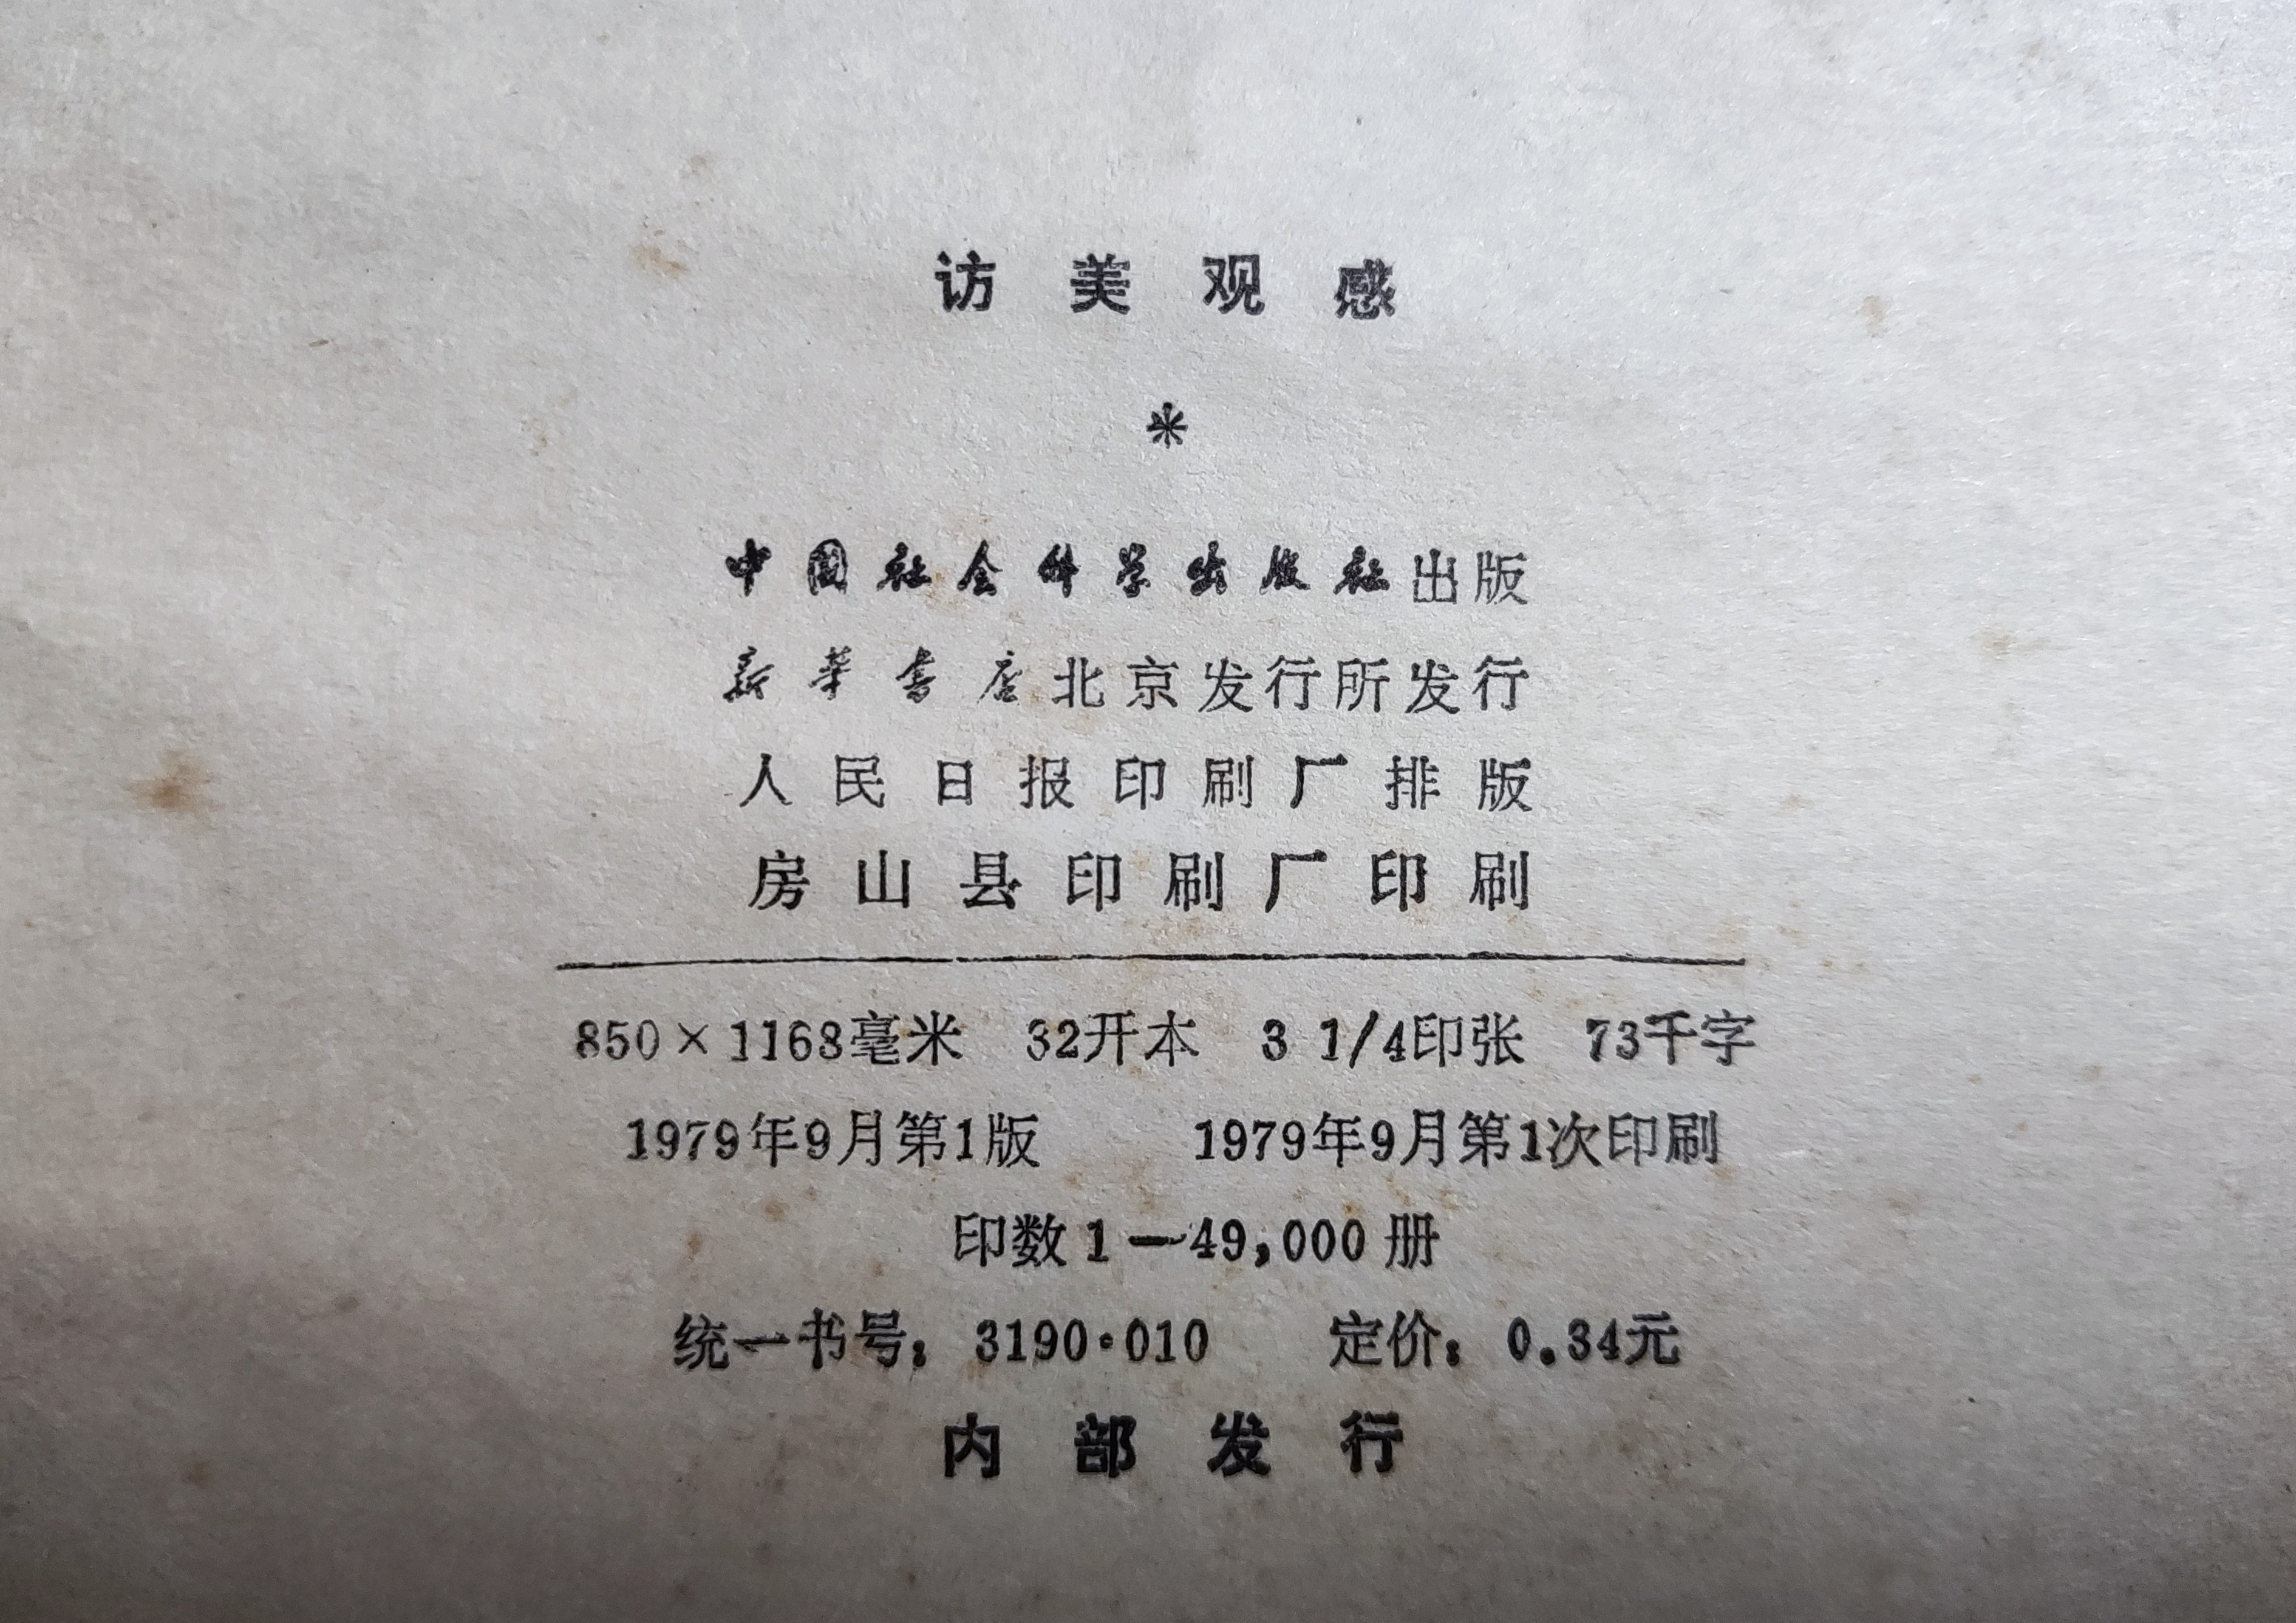 访美观感
*
中国社会科学出版社出版
新华书店北京发行所发行
人民日报印刷厂排版
房山县印刷厂印刷
850×1168毫米 32开本 3 1/4印张 73千字
1979年9月第1版 1979年9月第1次印刷
印数1—49,000册
统一书号：3190·010 定价：0.34元
内部发行